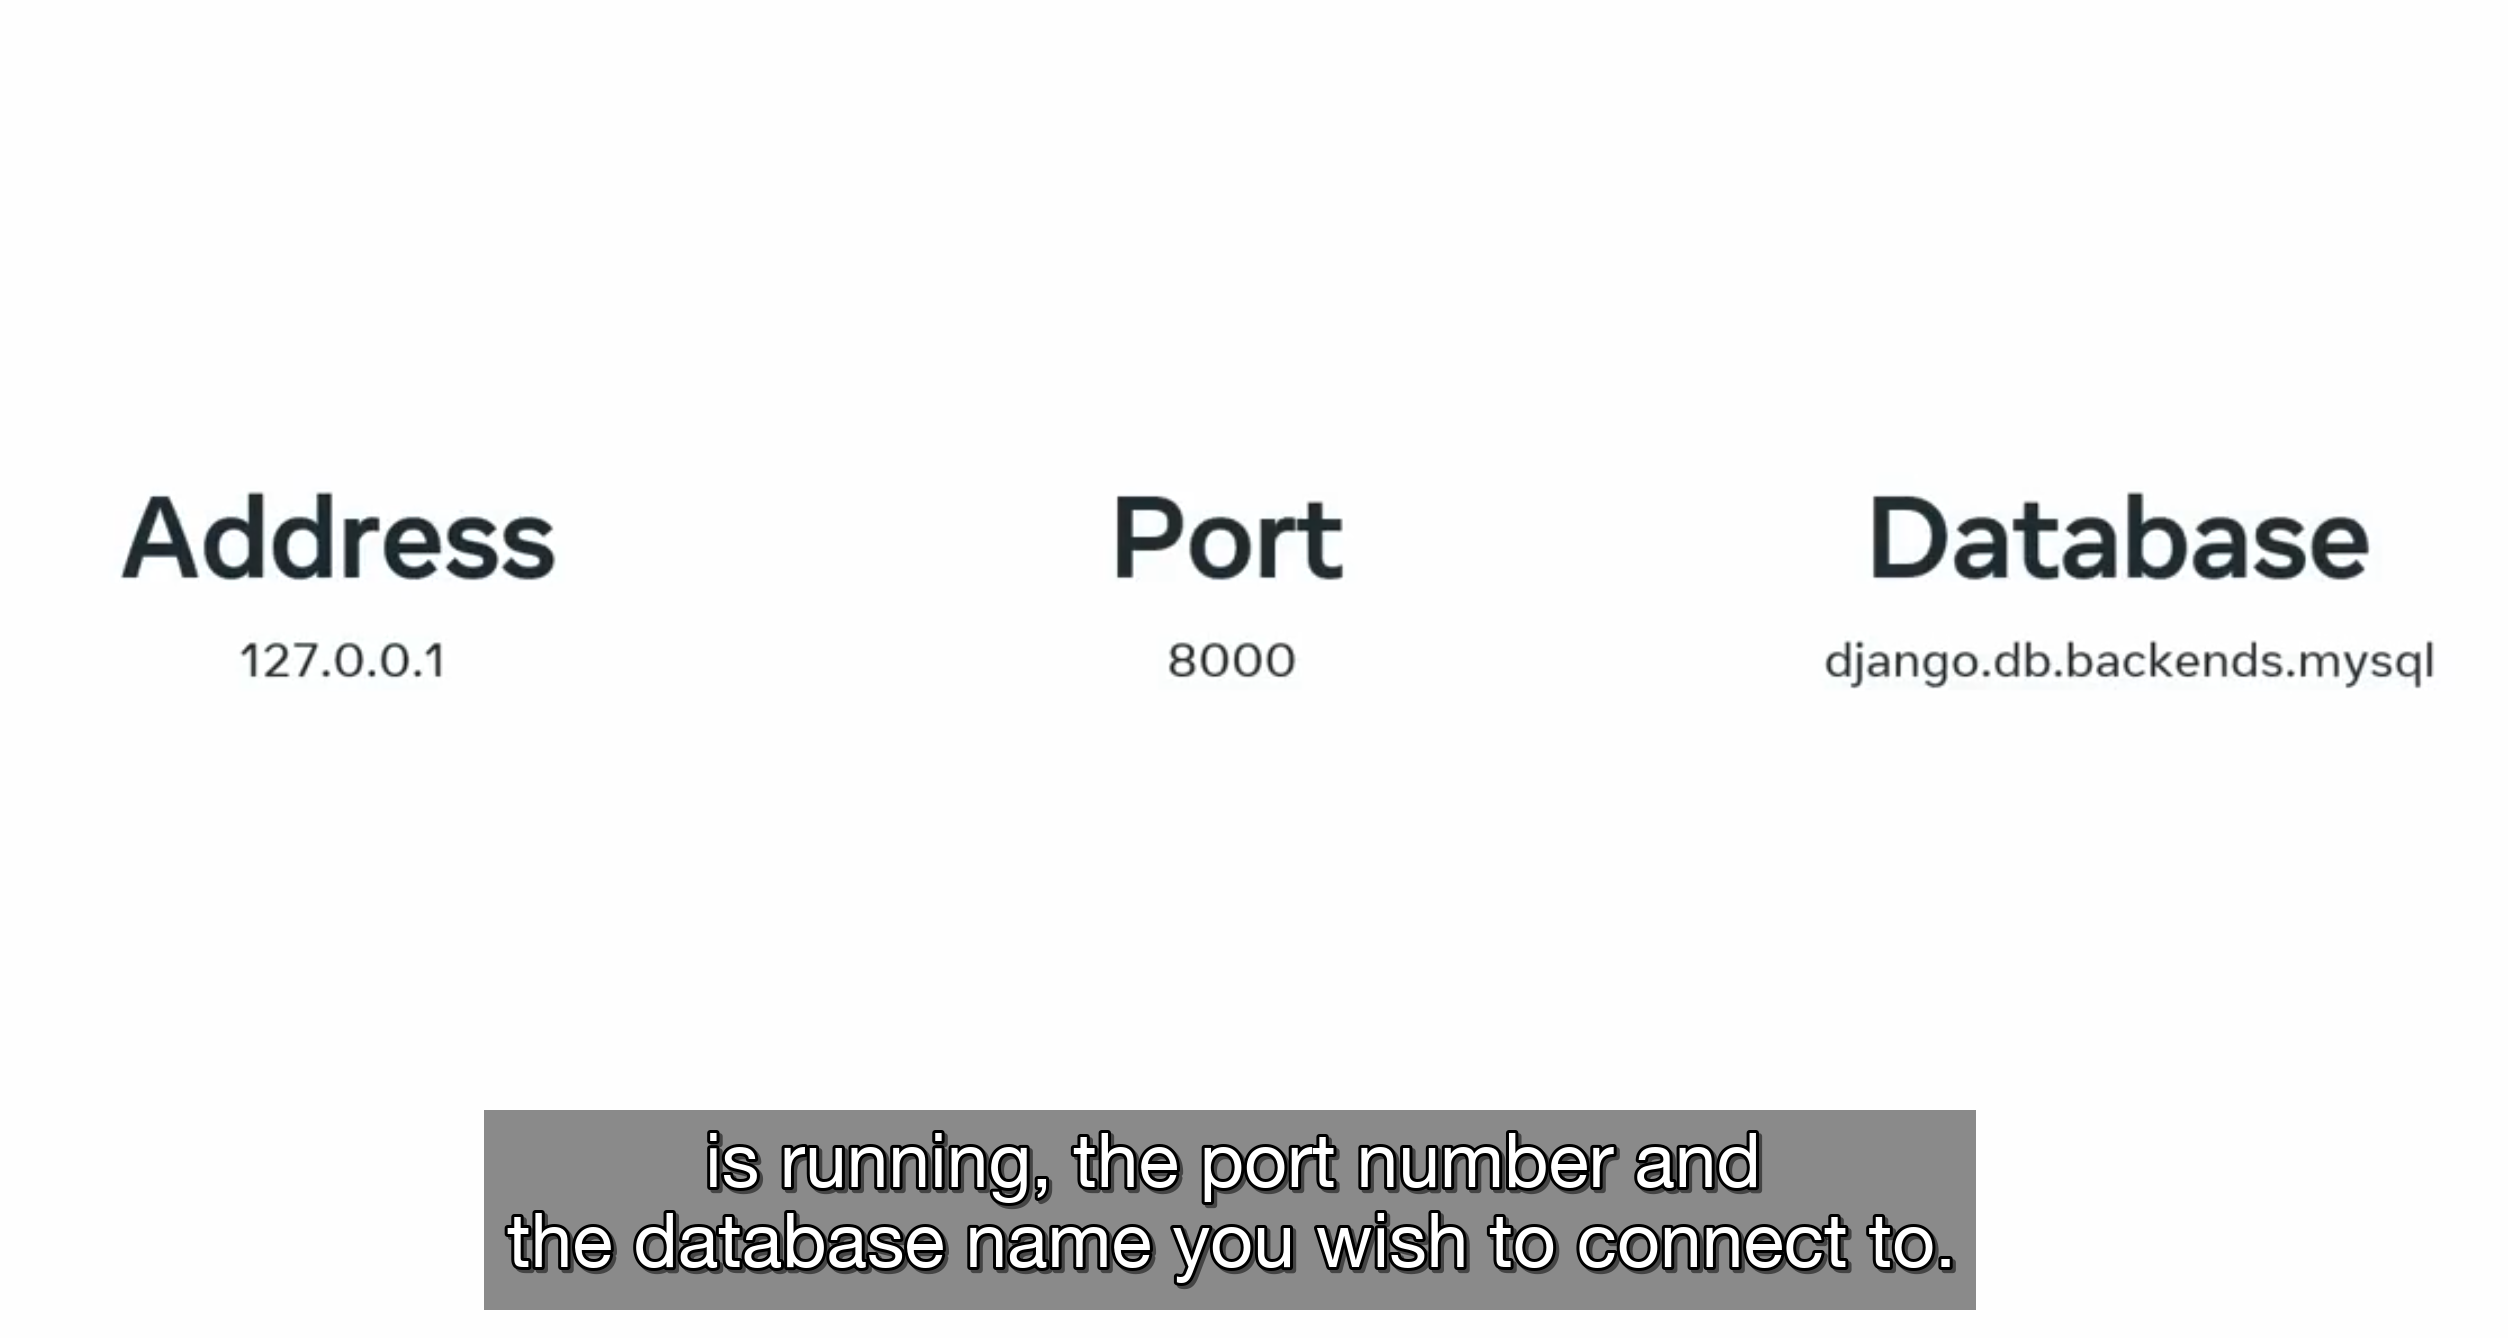 Address
Port
Database
127.0.0.1
8000
django.db.backends.mysql
is running, the port number and
the database name you wish to connect to.